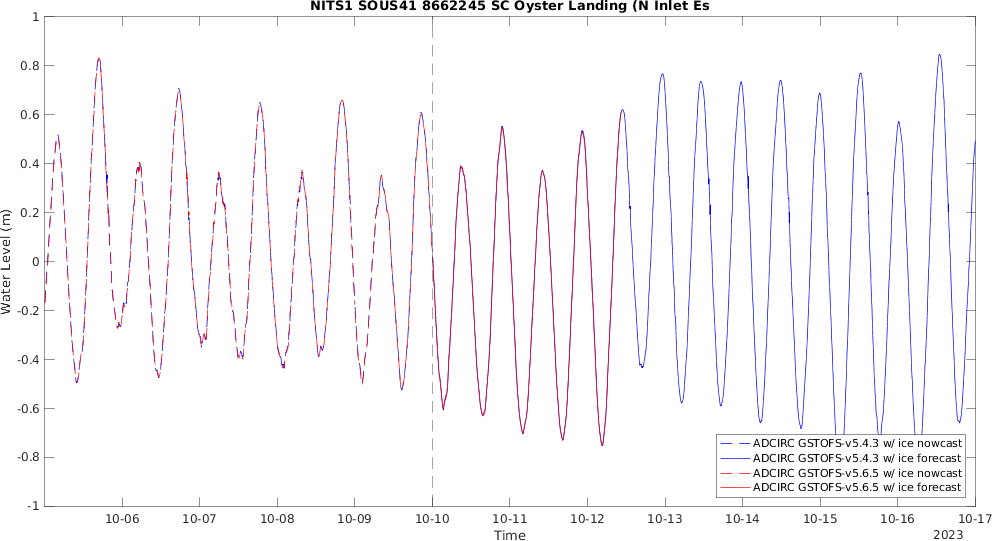 NITS1 SOUS41 8662245 SC Oyster Landing (N Inlet Es
Water Level (m)
1
0.8
0.6
0.4
0.2
0
-0.2
-0.4
-0.6
-0.8
-1
10-06 10-07 10-08 10-09 10-10 10-11 10-12 10-13 10-14 10-15 10-16 10-17
Time
2023
ADCIRC GSTOFS-v5.4.3 w/ ice nowcast
ADCIRC GSTOFS-v5.4.3 w/ ice forecast
ADCIRC GSTOFS-v5.6.5 w/ ice nowcast
ADCIRC GSTOFS-v5.6.5 w/ ice forecast